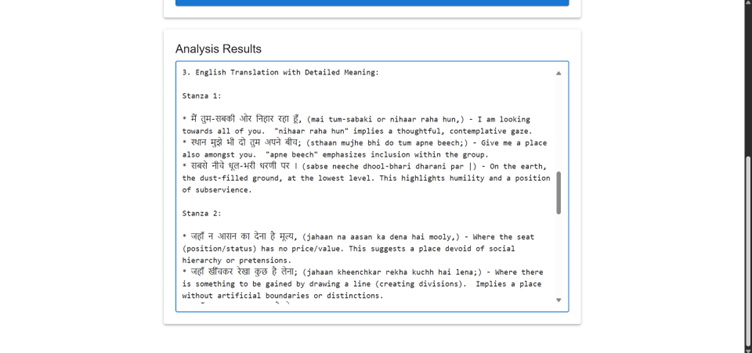 Analysis Results
3. English Translation with Detailed Meaning:
Stanza 1:
* मैं तुम-सबकी ओर निहार रहा हूँ, (mai tum-sabaki or nihaar raha hun,) - I am looking
towards all of you.  "nihaar raha hun" implies a thoughtful, contemplative gaze.
* स्थान मुझे भी दो तुम अपने बीच; (sthaan mujhe bhi do tum apne beech;) - Give me a place
also amongst you.  "apne beech" emphasizes inclusion within the group.
* सबसे नीचे धूल-भरी धरणी पर । (sabse neeche dhool-bhari dharani par |) - On the earth,
the dust-filled ground, at the lowest level. This highlights humility and a position
of subservience.
Stanza 2:
* जहाँ न आसन का देना है मूल्य, (jahaan na aasan ka dena hai mooly,) - Where the seat
(position/status) has no price/value. This suggests a place devoid of social
hierarchy or pretensions.
* जहाँ खींचकर रेखा कुछ है लेना; (jahaan kheenchkar rekha kuchh hai lena;) - Where there
is something to be gained by drawing a line (creating divisions).  Implies a place
without artificial boundaries or distinctions.